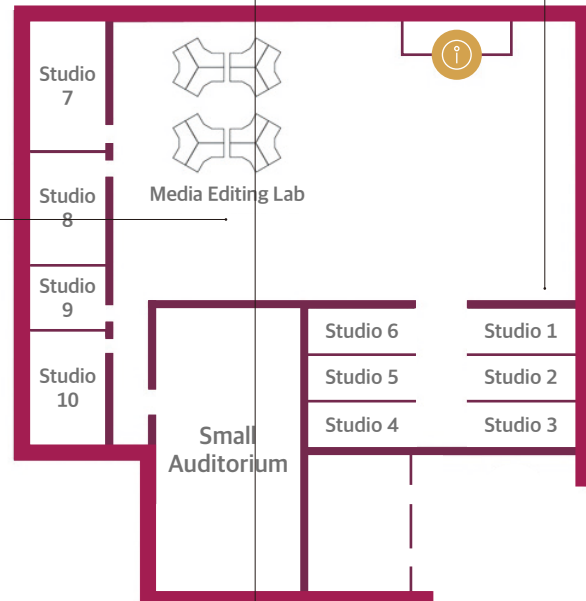 Studio
7
Media Editing Lab
Studio
8
Studio
9
Studio 6
Studio 1
Studio 5
Studio 2
Studio
10
Studio 4
Studio 3
Small
Auditorium